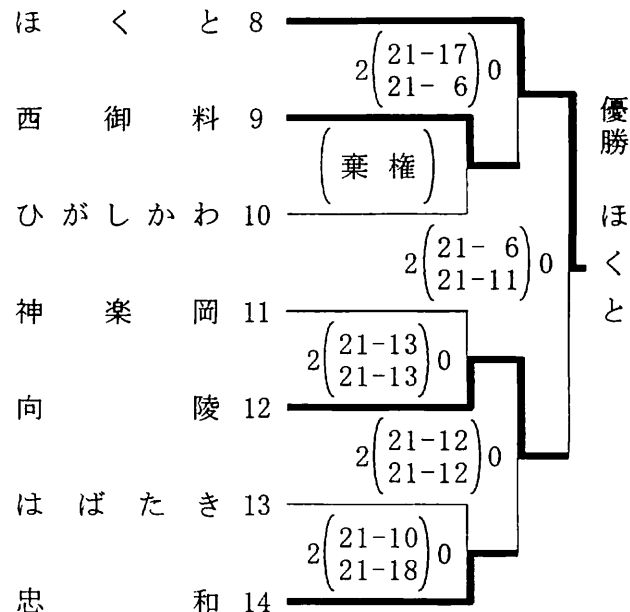 ほくと 8
2(21-17 21-6)0
西御料 9
(棄権)
ひがしかわ 10
2(21-6 21-11)0
神楽岡 11
2(21-13 21-13)0
向陵 12
2(21-12 21-12)0
はばたき 13
2(21-10 21-18)0
忠和 14
優勝 ほくと